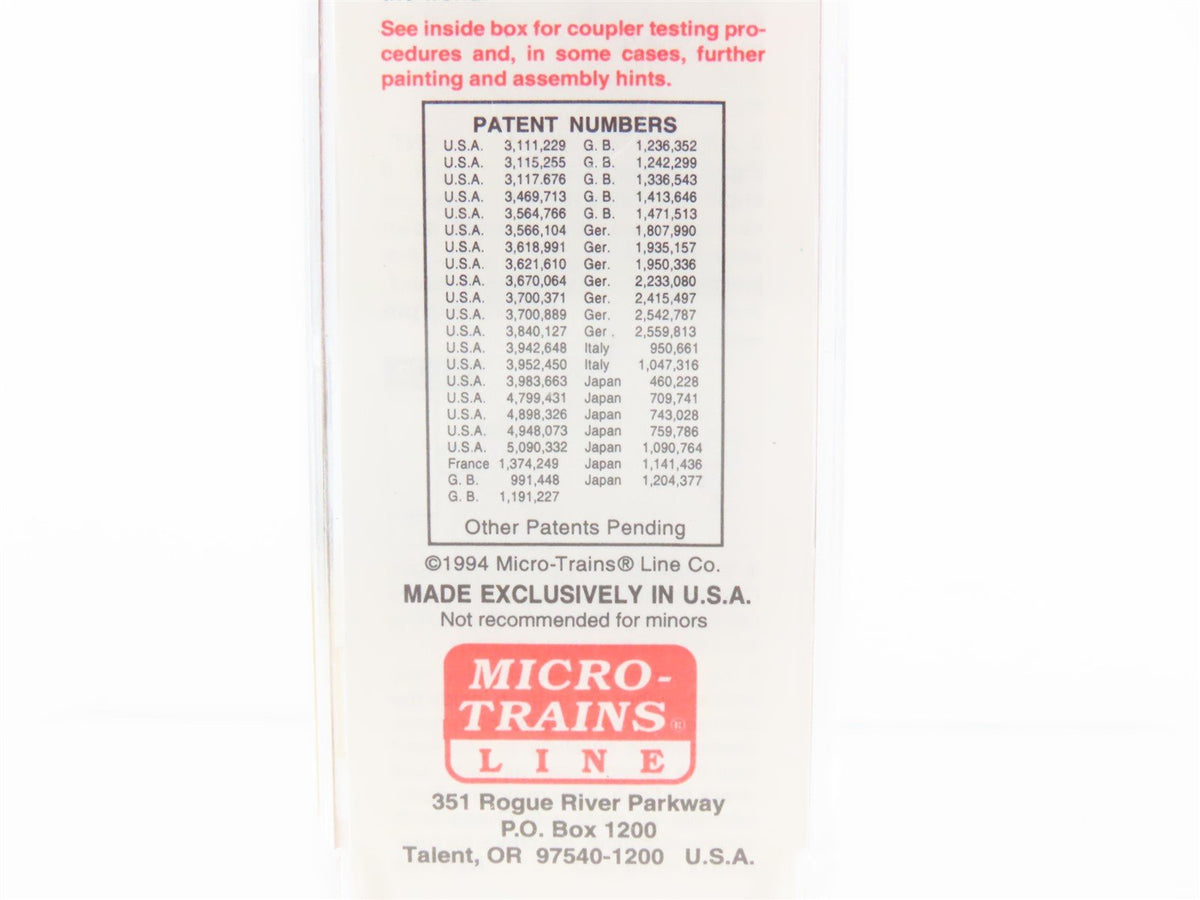 See inside box for coupler testing pro-
cedures and, in some cases, further
painting and assembly hints.
PATENT NUMBERS
U.S.A. 3,111,229 G. B. 1,236,352
U.S.A. 3,115,255 G. B. 1,242,299
U.S.A. 3,117.676 G. B. 1,336,543
U.S.A. 3,469,713 G. B. 1,413,646
U.S.A. 3,564,766 G. B. 1,471,513
U.S.A. 3,566,104 Ger. 1,807,990
U.S.A. 3,618,991 Ger. 1,935,157
U.S.A. 3,621,610 Ger. 1,950,336
U.S.A. 3,670,064 Ger. 2,233,080
U.S.A. 3,700,371 Ger. 2,415,497
U.S.A. 3,700,889 Ger. 2,542,787
U.S.A. 3,840,127 Ger . 2,559,813
U.S.A. 3,942,648 Italy 950,661
U.S.A. 3,952,450 Italy 1,047,316
U.S.A. 3,983,663 Japan 460,228
U.S.A. 4,799,431 Japan 709,741
U.S.A. 4,898,326 Japan 743,028
U.S.A. 4,948,073 Japan 759,786
U.S.A. 5,090,332 Japan 1,090,764
France 1,374,249 Japan 1,141,436
G. B. 991,448 Japan 1,204,377
G. B. 1,191,227
Other Patents Pending
©1994 Micro-Trains® Line Co.
MADE EXCLUSIVELY IN U.S.A.
Not recommended for minors
MICRO-
TRAINS®
LINE
351 Rogue River Parkway
P.O. Box 1200
Talent, OR 97540-1200 U.S.A.